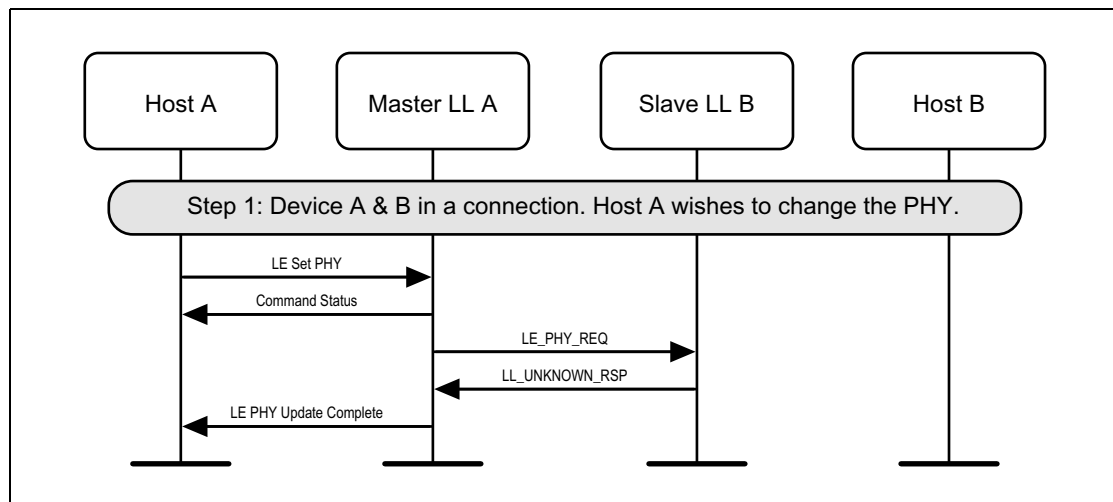 Host A
Master LL A
Slave LL B
Host B
Step 1: Device A & B in a connection. Host A wishes to change the PHY.
LE Set PHY
Command Status
LE_PHY_REQ
LL_UNKNOWN_RSP
LE PHY Update Complete